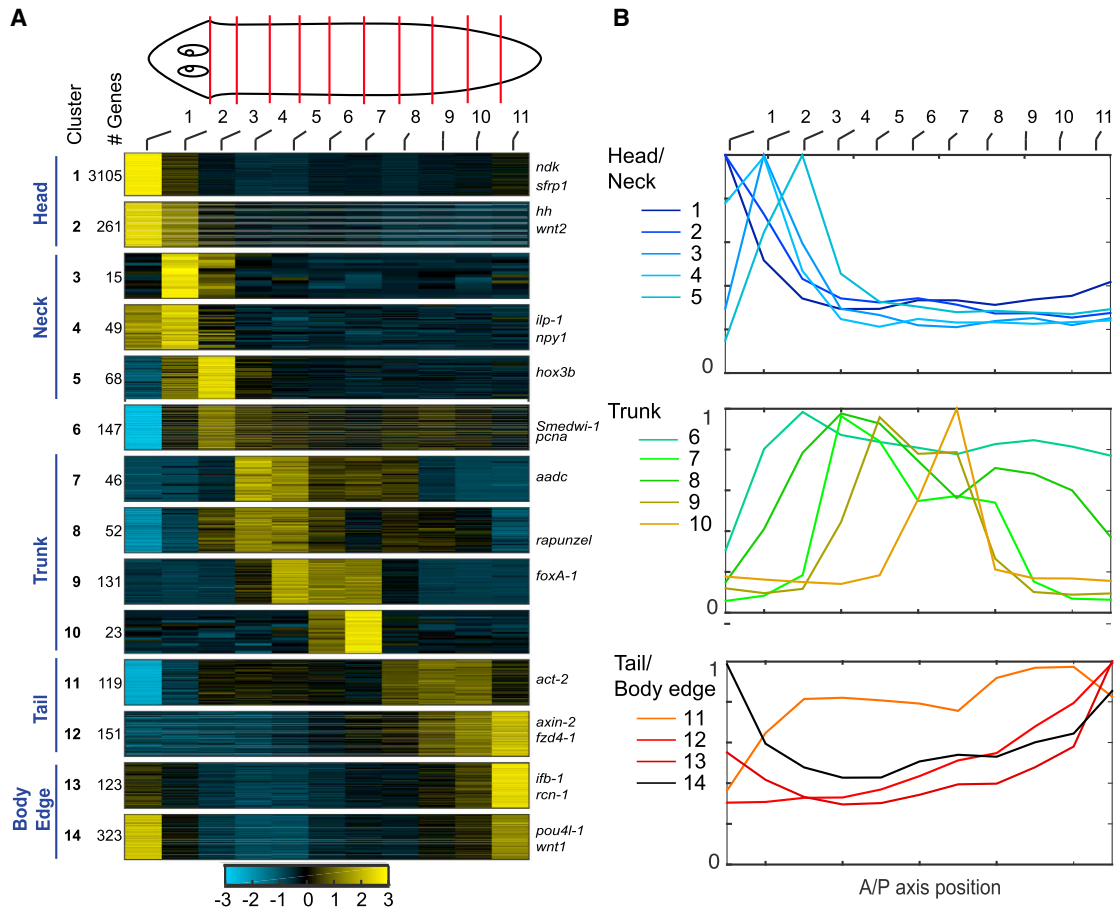 A
B
Cluster
# Genes
1 2 3 4 5 6 7 8 9 10 11
Head
1 3105 ndk
sfrp1
2 261 hh
wnt2
Neck
3 15
4 49 ilp-1
npy1
5 68 hox3b
6 147 Smedwi-1
pcna
Trunk
7 46 aadc
8 52 rapunzel
9 131 foxA-1
10 23
Tail
11 119 act-2
12 151 axin-2
fzd4-1
Body
Edge
13 123 ifb-1
rcn-1
14 323 pou4l-1
wnt1
-3 -2 -1 0 1 2 3
1 2 3 4 5 6 7 8 9 10 11
Head/
Neck
1
2
3
4
5
0
Trunk
1
6
7
8
9
10
0
Tail/
Body edge
1
11
12
13
14
0
A/P axis position